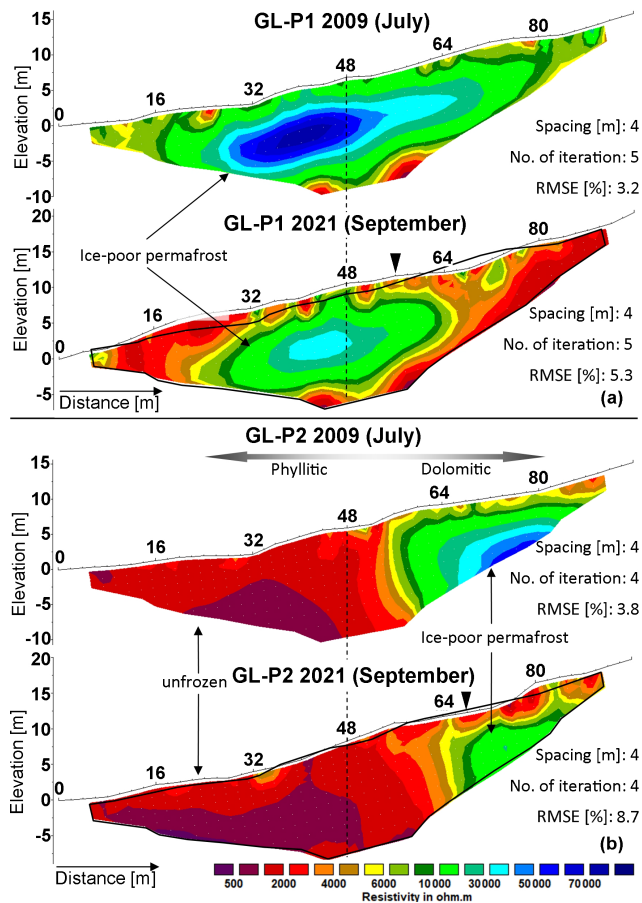 GL-P1 2009 (July)
Elevation [m]
15
10
5
0
-5
-10
0
16
32
48
64
80
Spacing [m]: 4
No. of iteration: 5
RMSE [%]: 3.2
Ice-poor permafrost
GL-P1 2021 (September)
Elevation [m]
20
15
10
5
0
-5
0
16
32
48
64
80
Spacing [m]: 4
No. of iteration: 5
RMSE [%]: 5.3
Distance [m]
(a)
GL-P2 2009 (July)
Phyllitic
Dolomitic
Elevation [m]
15
10
5
0
-5
-10
0
16
32
48
64
80
Spacing [m]: 4
No. of iteration: 4
RMSE [%]: 3.8
Ice-poor permafrost
unfrozen
GL-P2 2021 (September)
Elevation [m]
20
15
10
5
0
-5
0
16
32
48
64
80
Spacing [m]: 4
No. of iteration: 4
RMSE [%]: 8.7
(b)
Distance [m]
500 2000 4000 6000 10000 30000 50000 70000
Resistivity in ohm.m